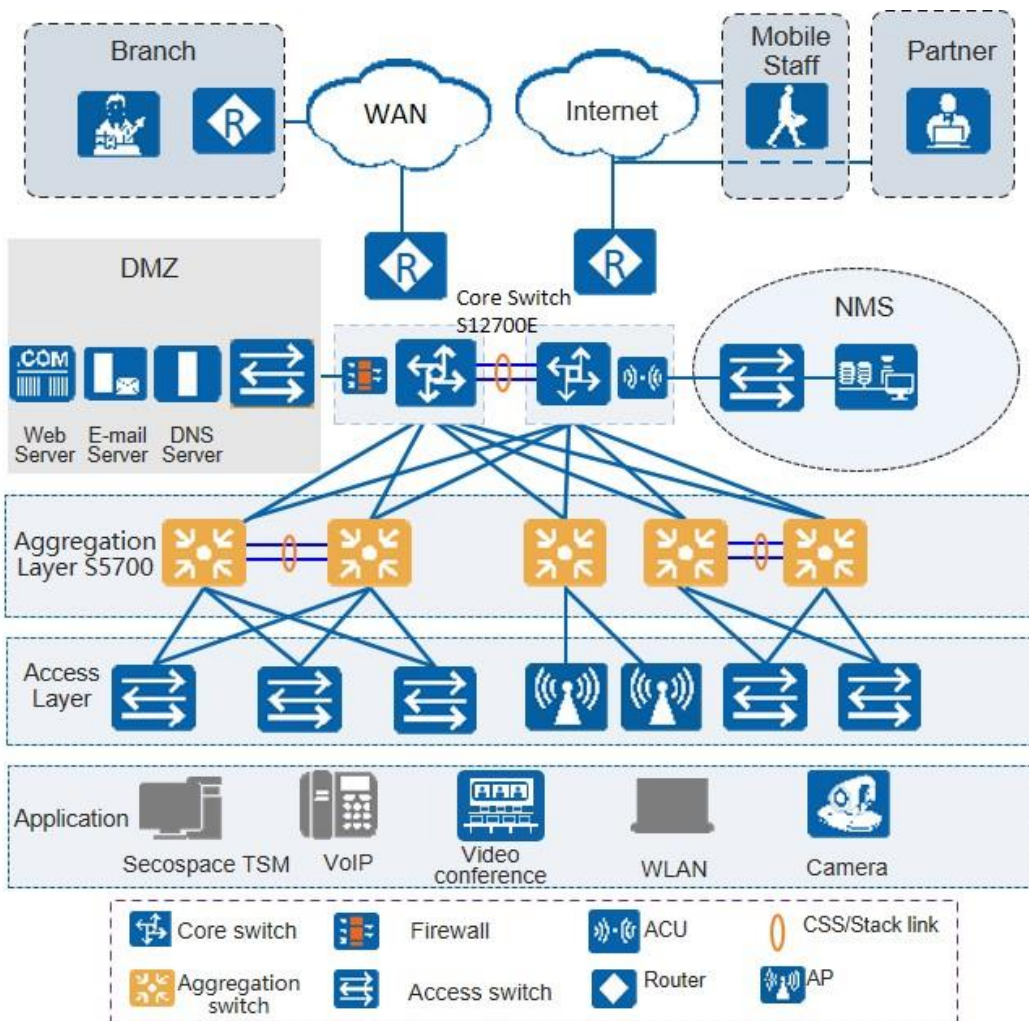 Branch
WAN
Internet
Mobile
Staff
Partner
R
R
R
DMZ
Core Switch
S12700E
NMS
.COM
Web
Server
E-mail
Server
DNS
Server
Aggregation
Layer S5700
Access
Layer
Application
Secospace TSM
VoIP
Video
conference
WLAN
Camera
Core switch
Firewall
ACU
CSS/Stack link
Aggregation
switch
Access switch
Router
AP